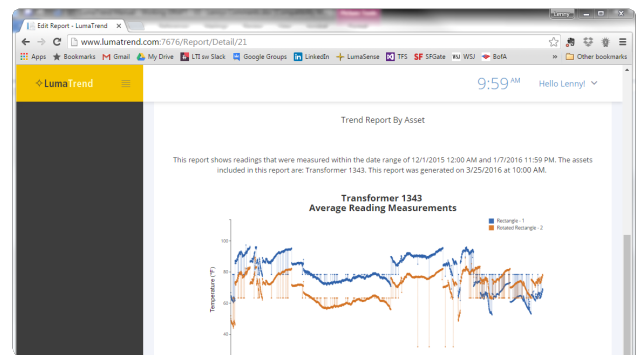 Edit Report - LumaTrend
Lenny
www.lumatrend.com:7676/Report/Detail/21
Apps Bookmarks Gmail My Drive LTI sw Slack Google Groups LinkedIn LumaSense TFS SFGate WSJ BofA » Other bookmarks
LumaTrend
9:59 AM
Hello Lenny!
Trend Report By Asset
This report shows readings that were measured within the date range of 12/1/2015 12:00 AM and 1/7/2016 11:59 PM. The assets
included in this report are: Transformer 1343. This report was generated on 3/25/2016 at 10:00 AM.
Transformer 1343
Average Reading Measurements
Rectangle - 1
Rotated Rectangle - 2
Temperature (°F)
100
80
60
40